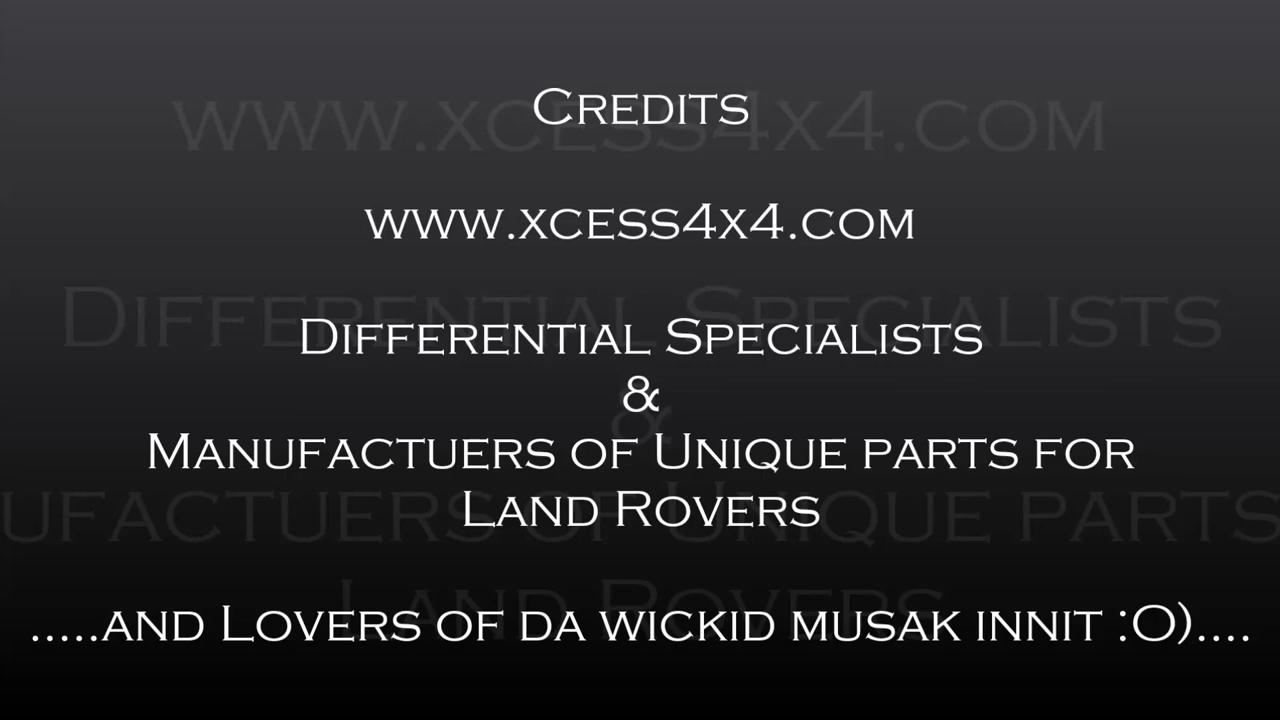 Credits
www.xcess4x4.com
Differential Specialists
&
Manufactuers of Unique parts for
Land Rovers
.....and Lovers of da wickid musak innit :O)....